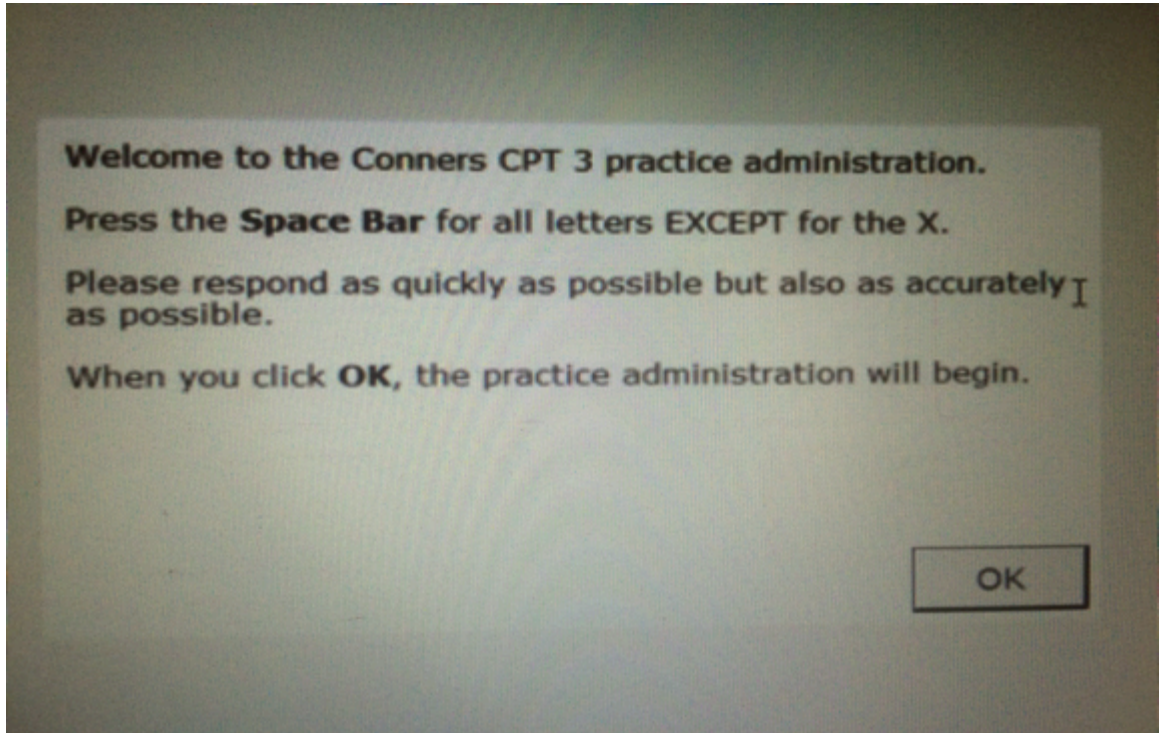 Welcome to the Conners CPT 3 practice administration.
Press the Space Bar for all letters EXCEPT for the X.
Please respond as quickly as possible but also as accurately
as possible.
When you click OK, the practice administration will begin.
OK